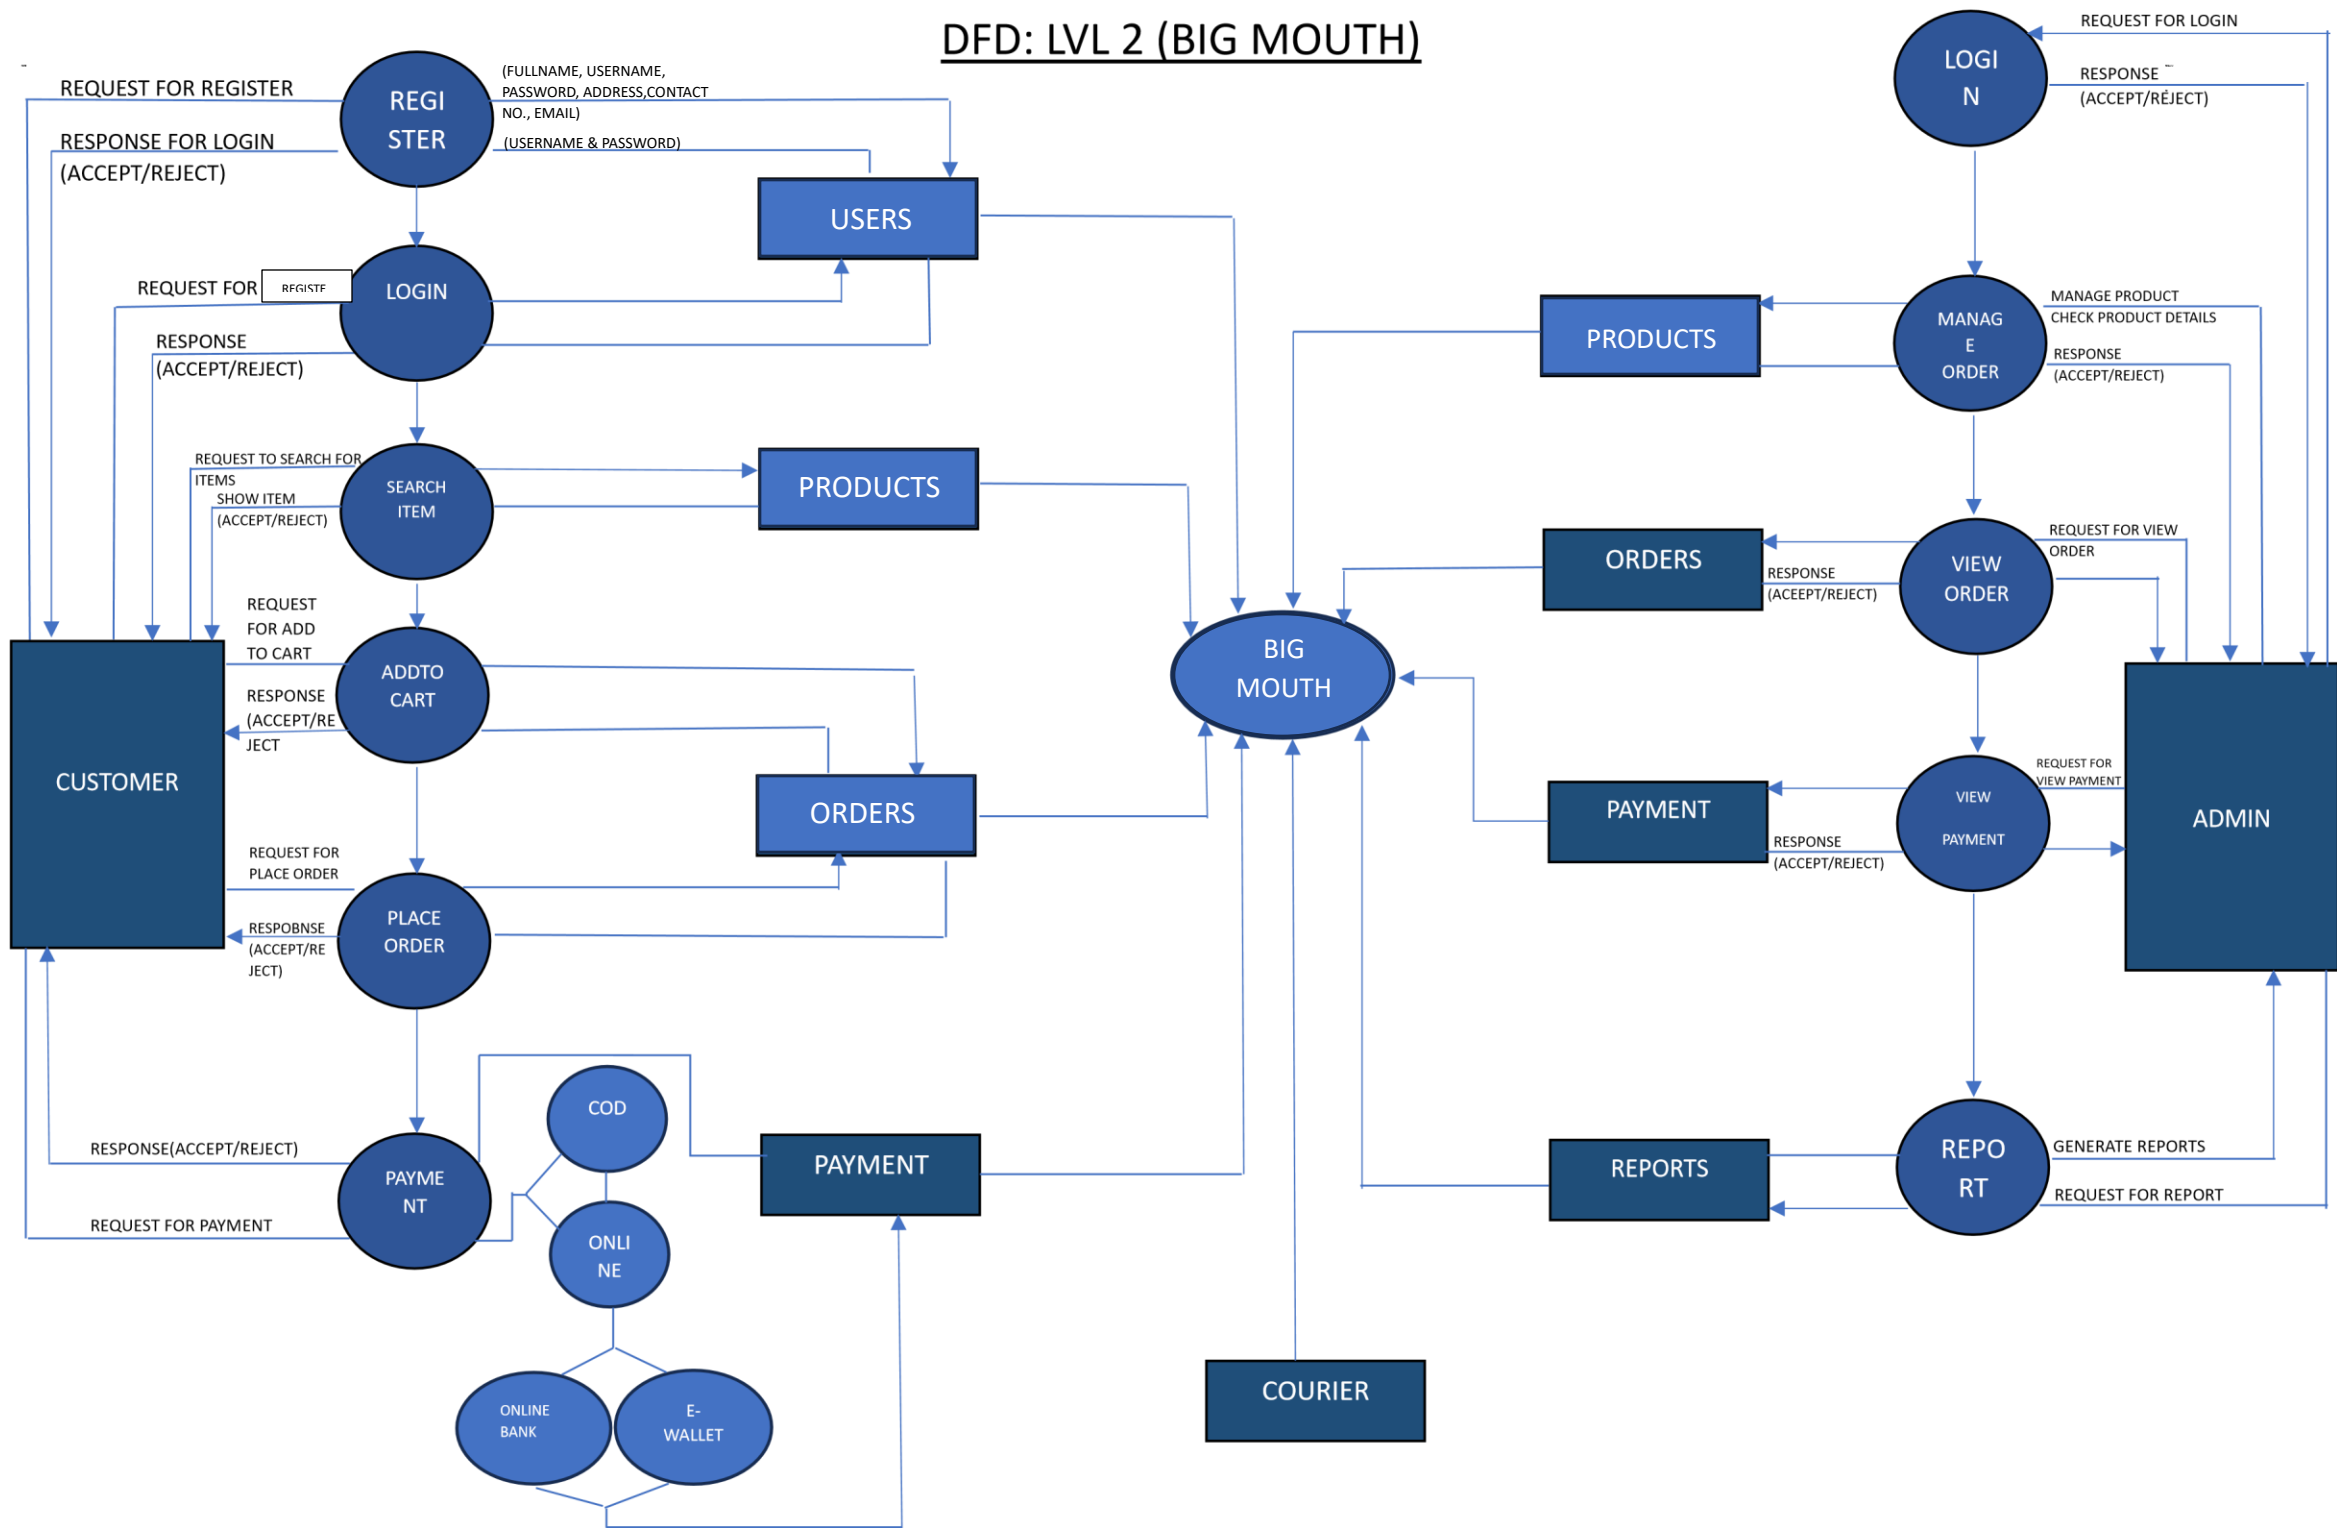 DFD: LVL 2 (BIG MOUTH)
REQUEST FOR REGISTER
RESPONSE FOR LOGIN
(ACCEPT/REJECT)
REGI
STER
(FULLNAME, USERNAME,
PASSWORD, ADDRESS,CONTACT
NO., EMAIL)
(USERNAME & PASSWORD)
USERS
REQUEST FOR
REGISTE
LOGIN
RESPONSE
(ACCEPT/REJECT)
REQUEST TO SEARCH FOR
ITEMS
SHOW ITEM
(ACCEPT/REJECT)
SEARCH
ITEM
PRODUCTS
REQUEST
FOR ADD
TO CART
RESPONSE
(ACCEPT/RE
JECT
ADDTO
CART
CUSTOMER
ORDERS
REQUEST FOR
PLACE ORDER
RESPOBNSE
(ACCEPT/RE
JECT)
PLACE
ORDER
RESPONSE(ACCEPT/REJECT)
REQUEST FOR PAYMENT
PAYME
NT
COD
ONLI
NE
ONLINE
BANK
E-
WALLET
PAYMENT
BIG
MOUTH
COURIER
LOGI
N
REQUEST FOR LOGIN
RESPONSE
(ACCEPT/REJECT)
PRODUCTS
MANAG
E
ORDER
MANAGE PRODUCT
CHECK PRODUCT DETAILS
RESPONSE
(ACCEPT/REJECT)
ORDERS
RESPONSE
(ACEEPT/REJECT)
VIEW
ORDER
REQUEST FOR VIEW
ORDER
PAYMENT
RESPONSE
(ACCEPT/REJECT)
VIEW
PAYMENT
REQUEST FOR
VIEW PAYMENT
ADMIN
REPORTS
REPO
RT
GENERATE REPORTS
REQUEST FOR REPORT